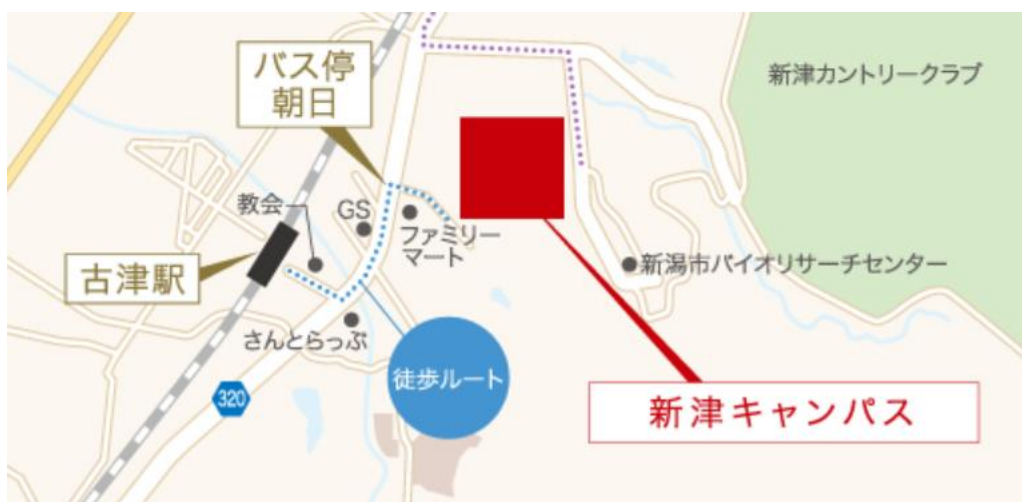 バス停
朝日
新津カントリークラブ
教会
GS
ファミリー
マート
古津駅
新潟市バイオリサーチセンター
さんとらっぷ
徒歩ルート
320
新津キャンパス